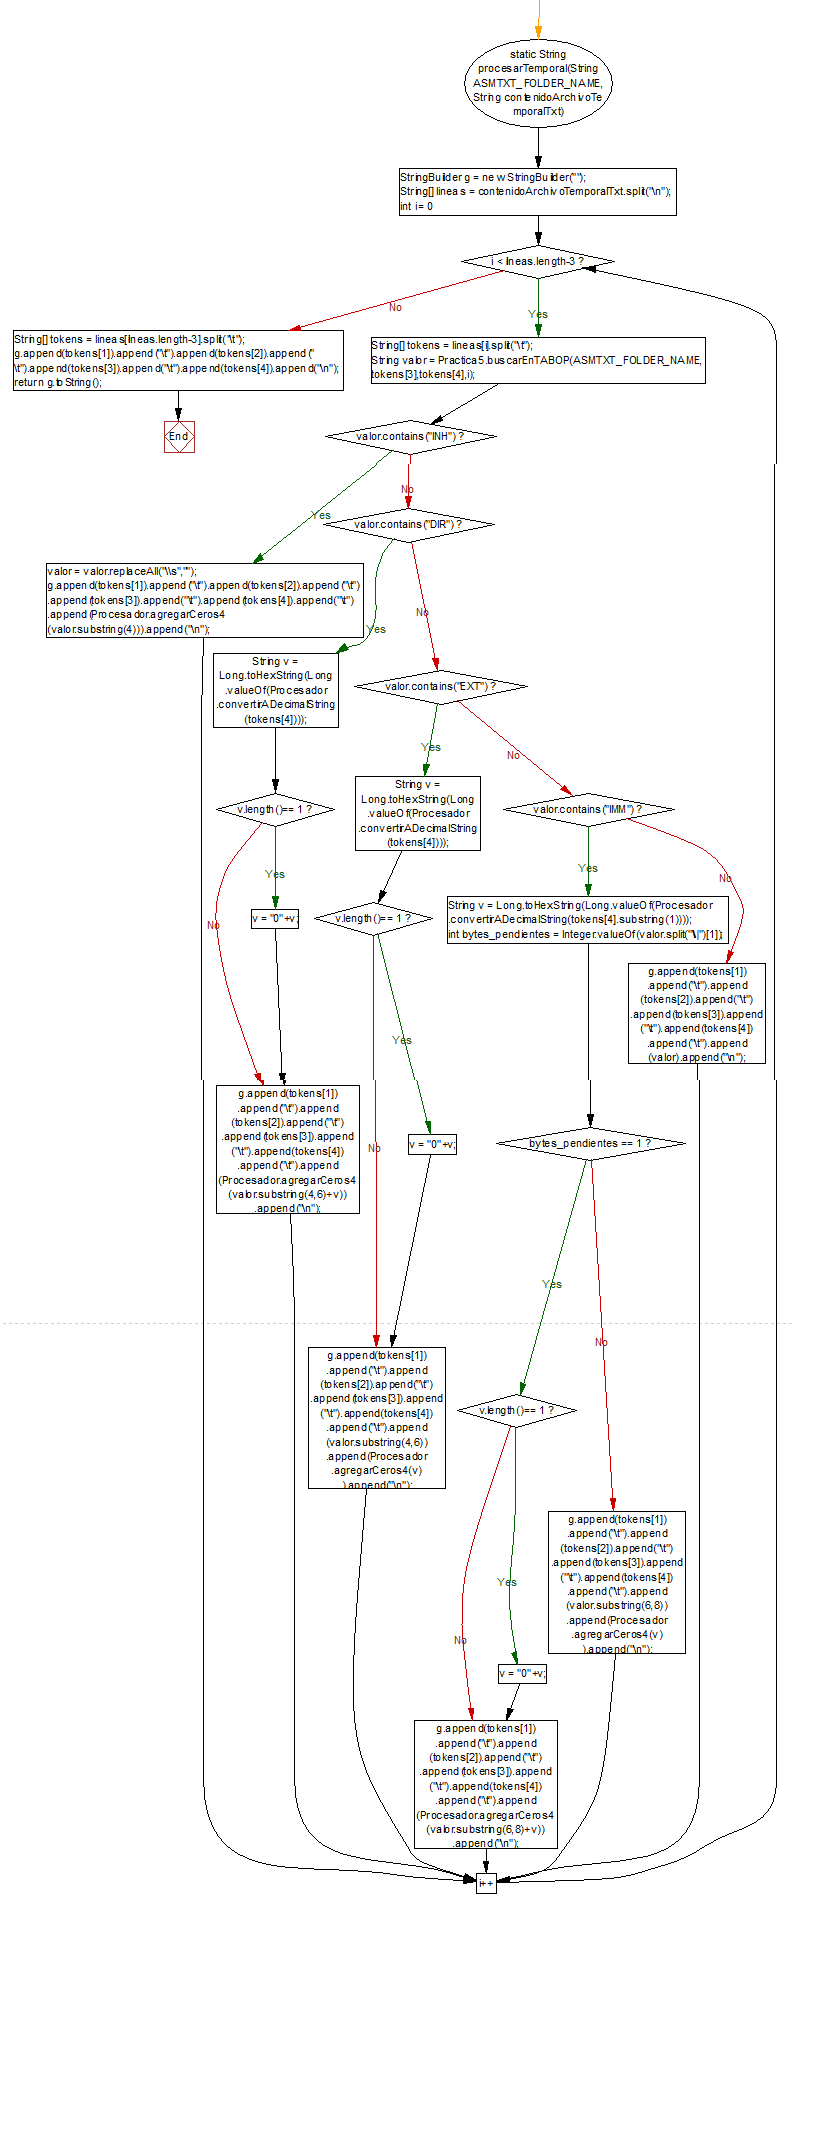 static String
procesarTemporal(String
ASMTXT_FOLDER_NAME,
String contenidoArchivoTe
mporalTxt)
StringBuilder g = new StringBuilder("");
String[] lineas = contenidoArchivoTemporalTxt.split("\n");
int i= 0
i < lineas.length-3 ?
No
Yes
String[] tokens = lineas[lineas.length-3].split("\t");
g.append(tokens[1]).append("\t").append(tokens[2]).append("
\t").append(tokens[3]).append("\t").append(tokens[4]).append("\n");
return g.toString();
String[] tokens = lineas[i].split("\t");
String valor = Practica5.buscarEnTABOP(ASMTXT_FOLDER_NAME,
tokens[3],tokens[4],i);
End
valor.contains("INH") ?
Yes
No
valor.contains("DIR") ?
valor = valor.replaceAll("\\s","");
g.append(tokens[1]).append("\t").append(tokens[2]).append("\t")
.append(tokens[3]).append("\t").append(tokens[4]).append("\t")
.append(Procesador.agregarCeros4
(valor.substring(4))).append("\n");
Yes
No
String v =
Long.toHexString(Long
.valueOf(Procesador
.convertirADecimalString
(tokens[4])));
valor.contains("EXT") ?
Yes
No
v.length()== 1 ?
String v =
Long.toHexString(Long
.valueOf(Procesador
.convertirADecimalString
(tokens[4])));
valor.contains("IMM") ?
Yes
No
Yes
No
v = "0"+v;
v.length()== 1 ?
String v = Long.toHexString(Long.valueOf(Procesador
.convertirADecimalString(tokens[4].substring(1))));
int bytes_pendientes = Integer.valueOf(valor.split("\\|")[1]);
g.append(tokens[1])
.append("\t").append
(tokens[2]).append("\t")
.append(tokens[3]).append
("\t").append(tokens[4])
.append("\t").append
(valor).append("\n");
Yes
No
g.append(tokens[1])
.append("\t").append
(tokens[2]).append("\t")
.append(tokens[3]).append
("\t").append(tokens[4])
.append("\t").append
(Procesador.agregarCeros4
(valor.substring(4,6)+v))
.append("\n");
v = "0"+v;
bytes_pendientes == 1 ?
Yes
No
g.append(tokens[1])
.append("\t").append
(tokens[2]).append("\t")
.append(tokens[3]).append
("\t").append(tokens[4])
.append("\t").append
(valor.substring(4,6))
.append(Procesador
.agregarCeros4(v)
).append("\n");
v.length()== 1 ?
g.append(tokens[1])
.append("\t").append
(tokens[2]).append("\t")
.append(tokens[3]).append
("\t").append(tokens[4])
.append("\t").append
(valor.substring(6,8))
.append(Procesador
.agregarCeros4(v)
).append("\n");
Yes
No
v = "0"+v;
g.append(tokens[1])
.append("\t").append
(tokens[2]).append("\t")
.append(tokens[3]).append
("\t").append(tokens[4])
.append("\t").append
(Procesador.agregarCeros4
(valor.substring(6,8)+v))
.append("\n");
i++